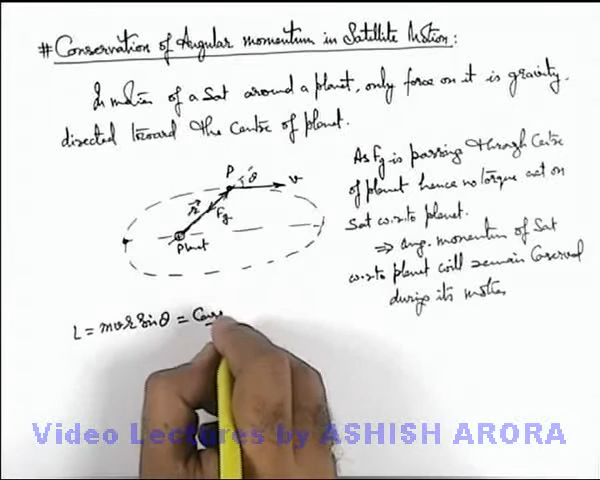 # Conservation of Angular momentum in Satellite Motion:
In motion of a Sat around a planet, only force on it is gravity.
directed toward the Centre of planet.
As Fg is passing through Centre
of planet hence no torque act on
Sat w.r.to planet.
⇒ ang. momentum of Sat
w.r.to planet will remain Conserved
during its motion
P
θ
v
r⃗
Fg
Planet
L = mvr sinθ = Cons
Video Lectures by ASHISH ARORA